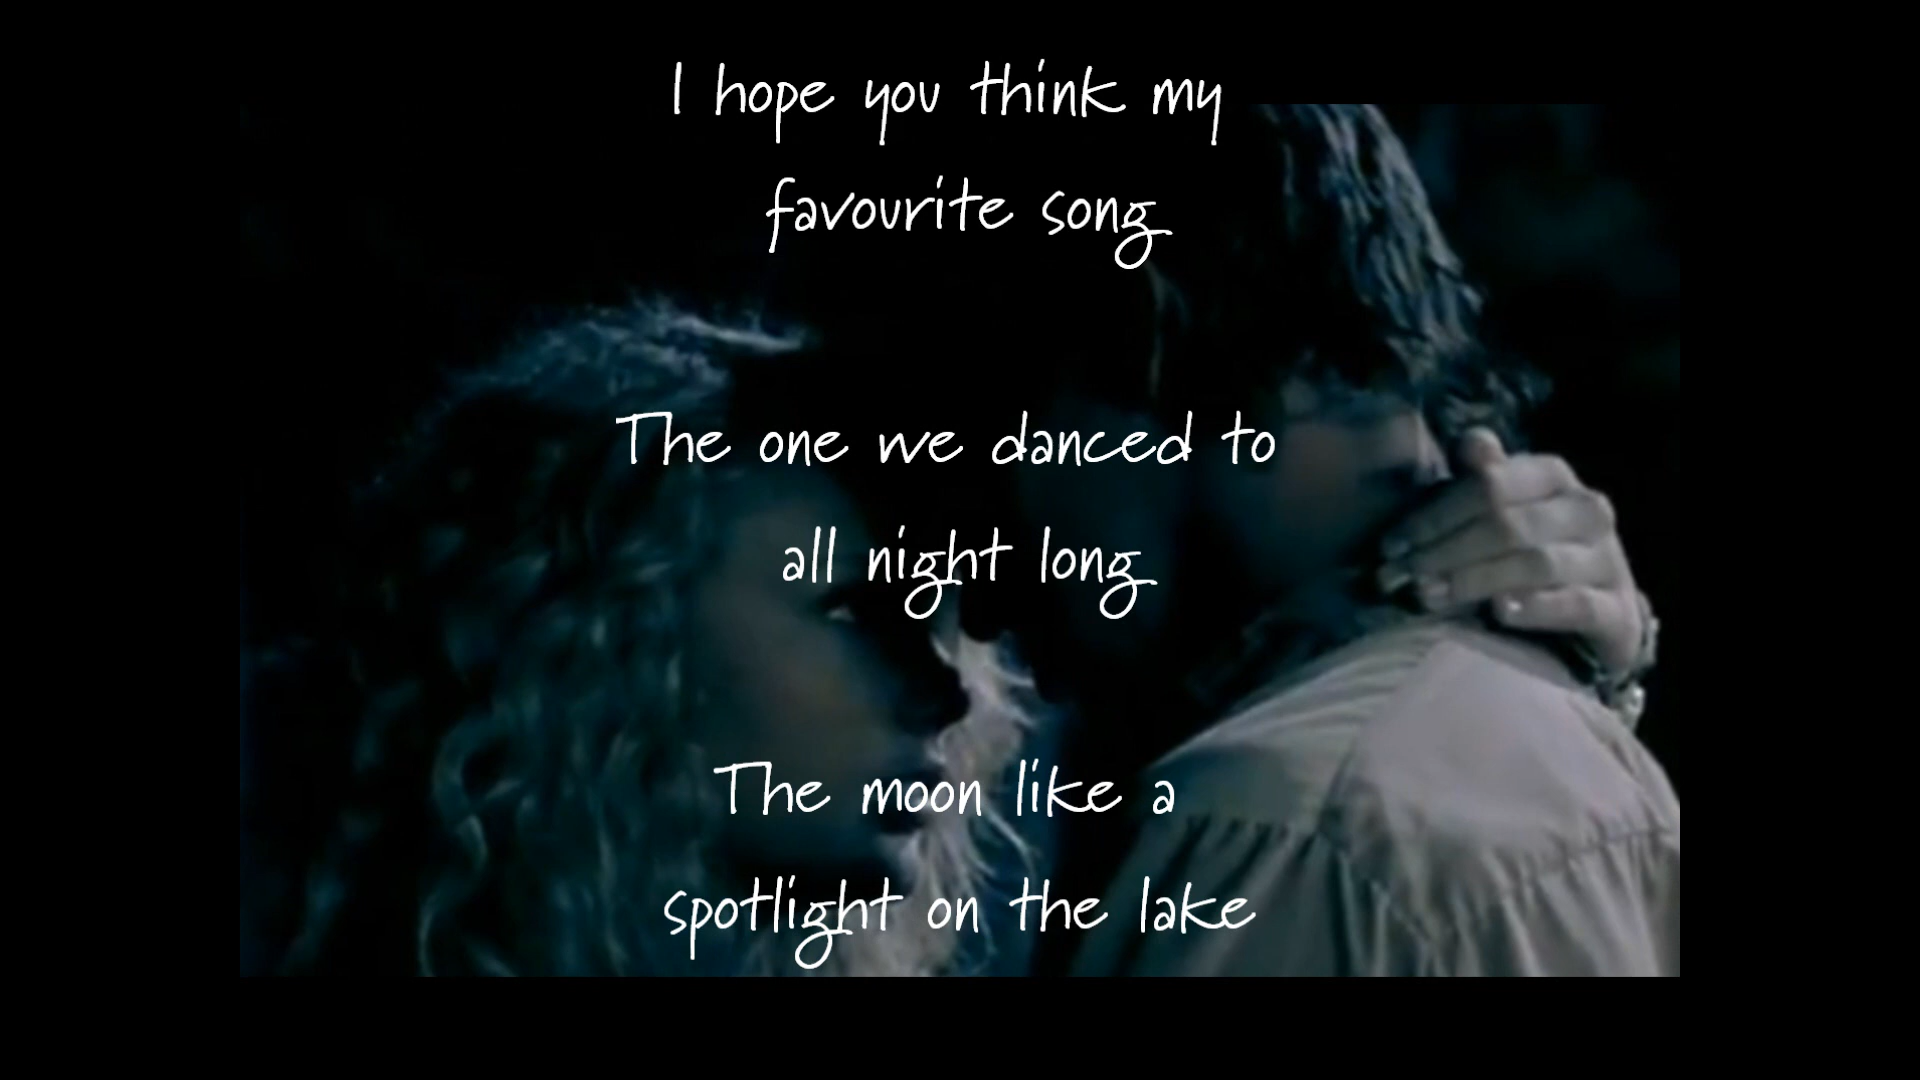 I hope you think my
favourite song
The one we danced to
all night long
The moon like a
spotlight on the lake